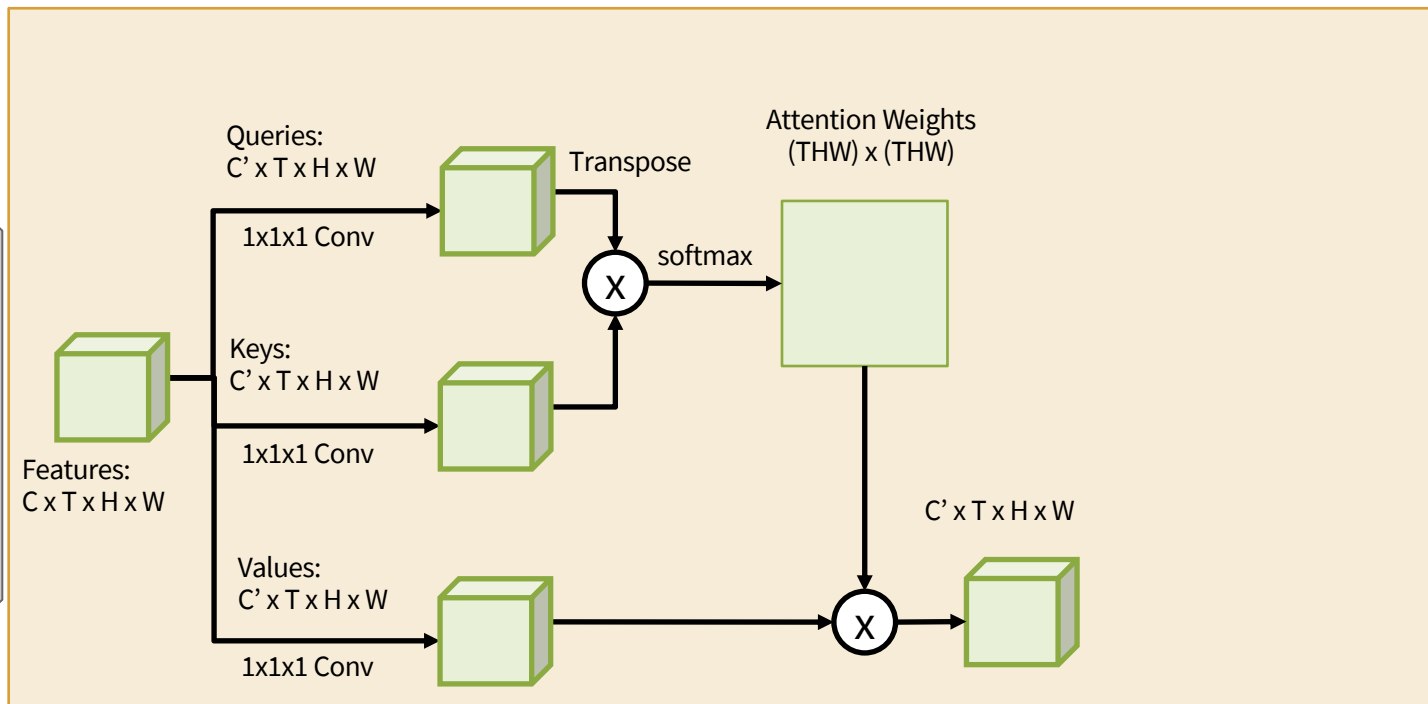 Queries:
C’ x T x H x W
1x1x1 Conv
Transpose
softmax
Attention Weights
(THW) x (THW)
X
Keys:
C’ x T x H x W
1x1x1 Conv
Features:
C x T x H x W
Values:
C’ x T x H x W
1x1x1 Conv
X
C’ x T x H x W